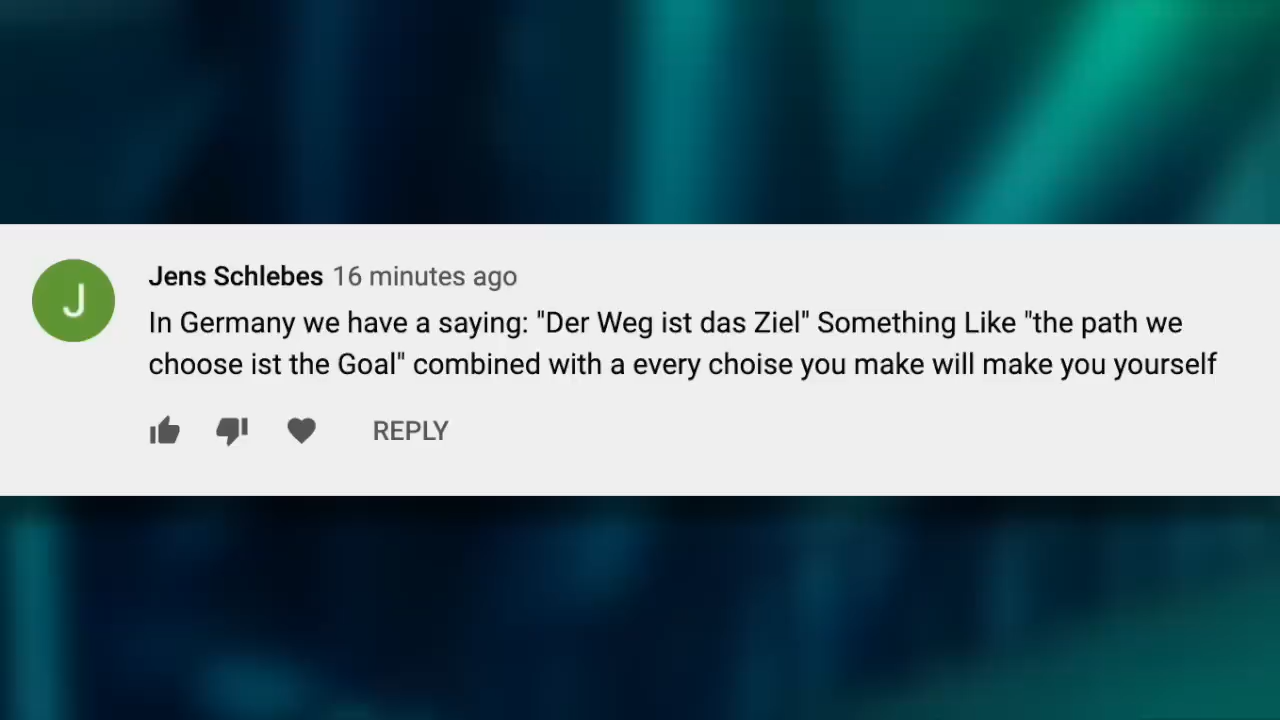 J
Jens Schlebes 16 minutes ago
In Germany we have a saying: "Der Weg ist das Ziel" Something Like "the path we
choose ist the Goal" combined with a every choise you make will make you yourself
REPLY